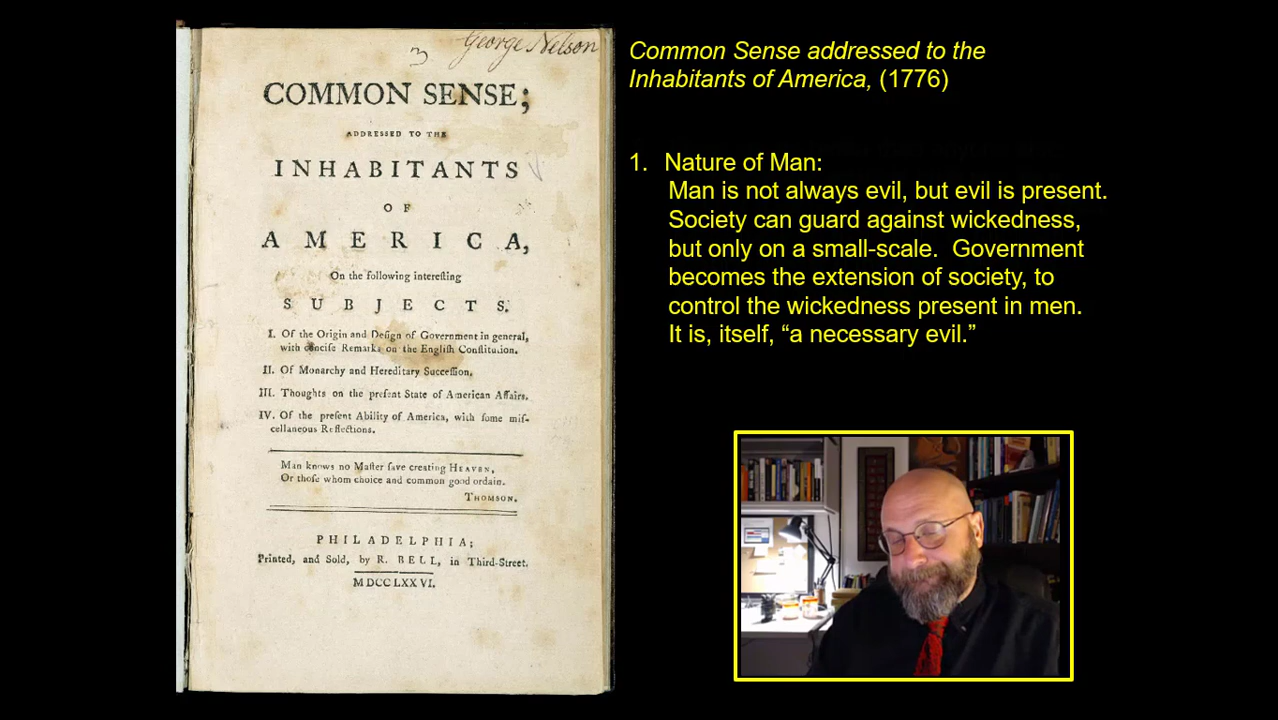 George Nelson
3
COMMON SENSE;
ADDRESSED TO THE
INHABITANTS
OF
AMERICA,
On the following intereſting
SUBJECTS.
I. Of the Origin and Deſign of Government in general,
with concife Remarks on the Engliſh Conſtitution.
II. Of Monarchy and Hereditary Succeſſion.
III. Thoughts on the preſent State of American Affairs.
IV. Of the preſent Ability of America, with ſome miſ-
cellaneous Reflections.
Man knows no Maſter ſave creating HEAVEN,
Or thoſe whom choice and common good ordain.
THOMSON.
PHILADELPHIA;
Printed, and Sold, by R. BELL, in Third-Street.
MDCCLXXVI.
Common Sense addressed to the
Inhabitants of America, (1776)
1. Nature of Man:
Man is not always evil, but evil is present.
Society can guard against wickedness,
but only on a small-scale. Government
becomes the extension of society, to
control the wickedness present in men.
It is, itself, “a necessary evil.”